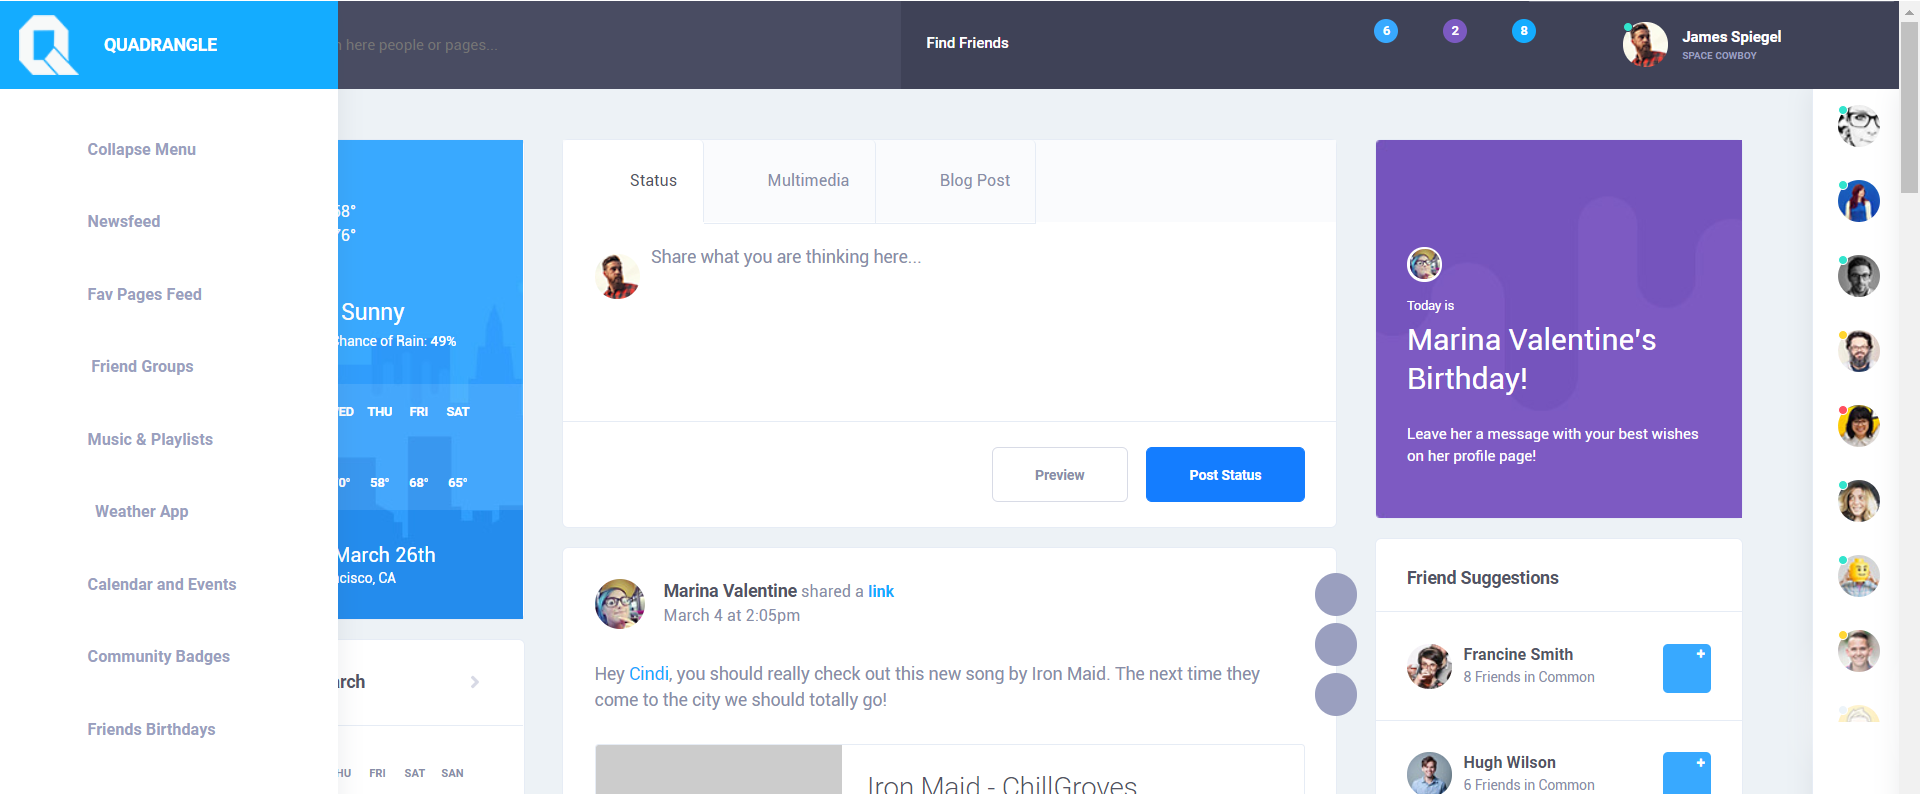 QUADRANGLE
here people or pages...
Find Friends
6
2
8
James Spiegel
SPACE COWBOY
Collapse Menu
Newsfeed
Fav Pages Feed
Friend Groups
Music & Playlists
Weather App
Calendar and Events
Community Badges
Friends Birthdays
58°
76°
Sunny
Chance of Rain: 49%
WED THU FRI SAT
0° 58° 68° 65°
March 26th
cisco, CA
arch
HU FRI SAT SAN
Status
Multimedia
Blog Post
Share what you are thinking here...
Preview
Post Status
Marina Valentine shared a link
March 4 at 2:05pm
Hey Cindi, you should really check out this new song by Iron Maid. The next time they
come to the city we should totally go!
Iron Maid - ChillGroves
Today is
Marina Valentine's
Birthday!
Leave her a message with your best wishes
on her profile page!
Friend Suggestions
Francine Smith
8 Friends in Common
+
Hugh Wilson
6 Friends in Common
+